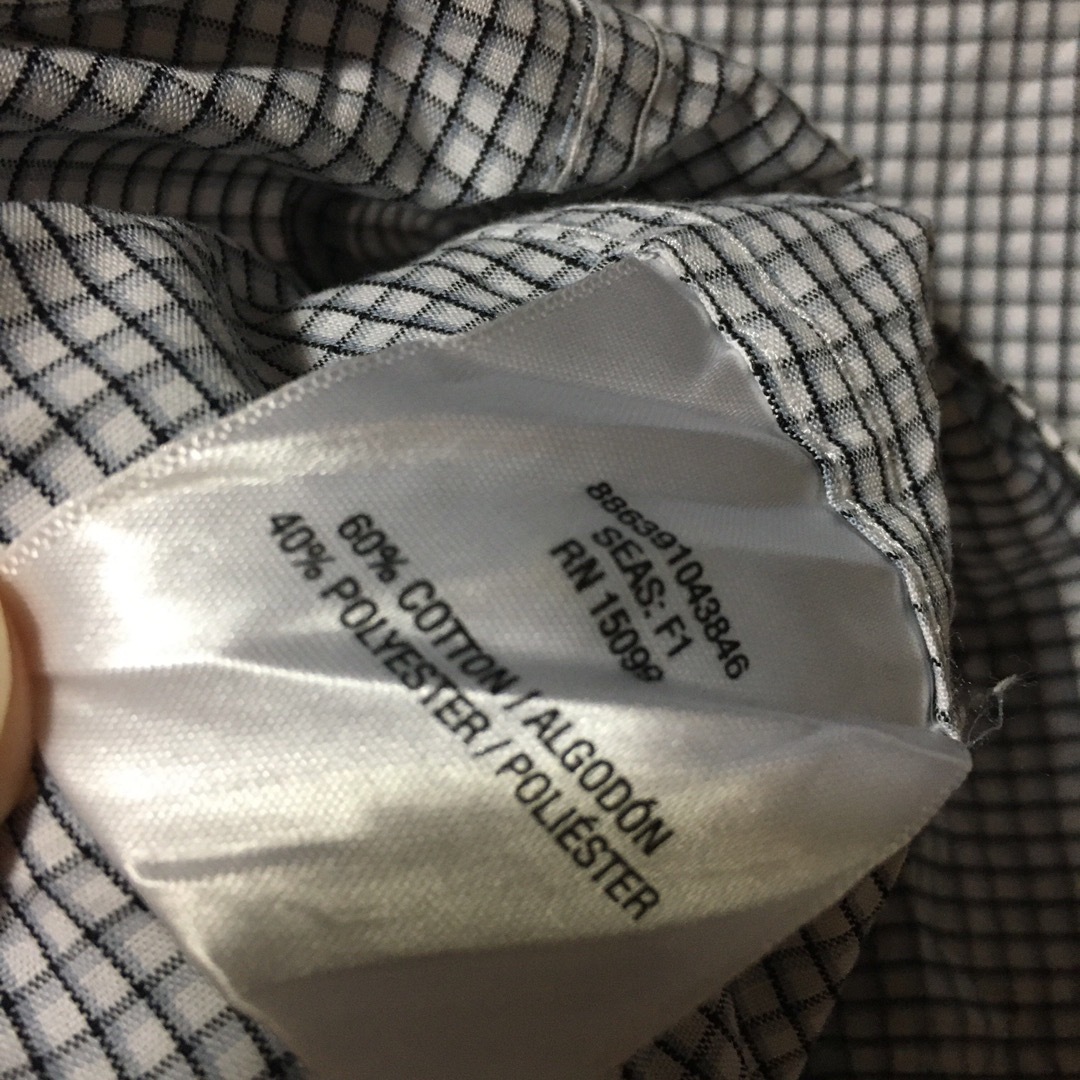 886391043846
SEAS: F1
RN 15099
60% COTTON / ALGODÓN
40% POLYESTER / POLIÉSTER